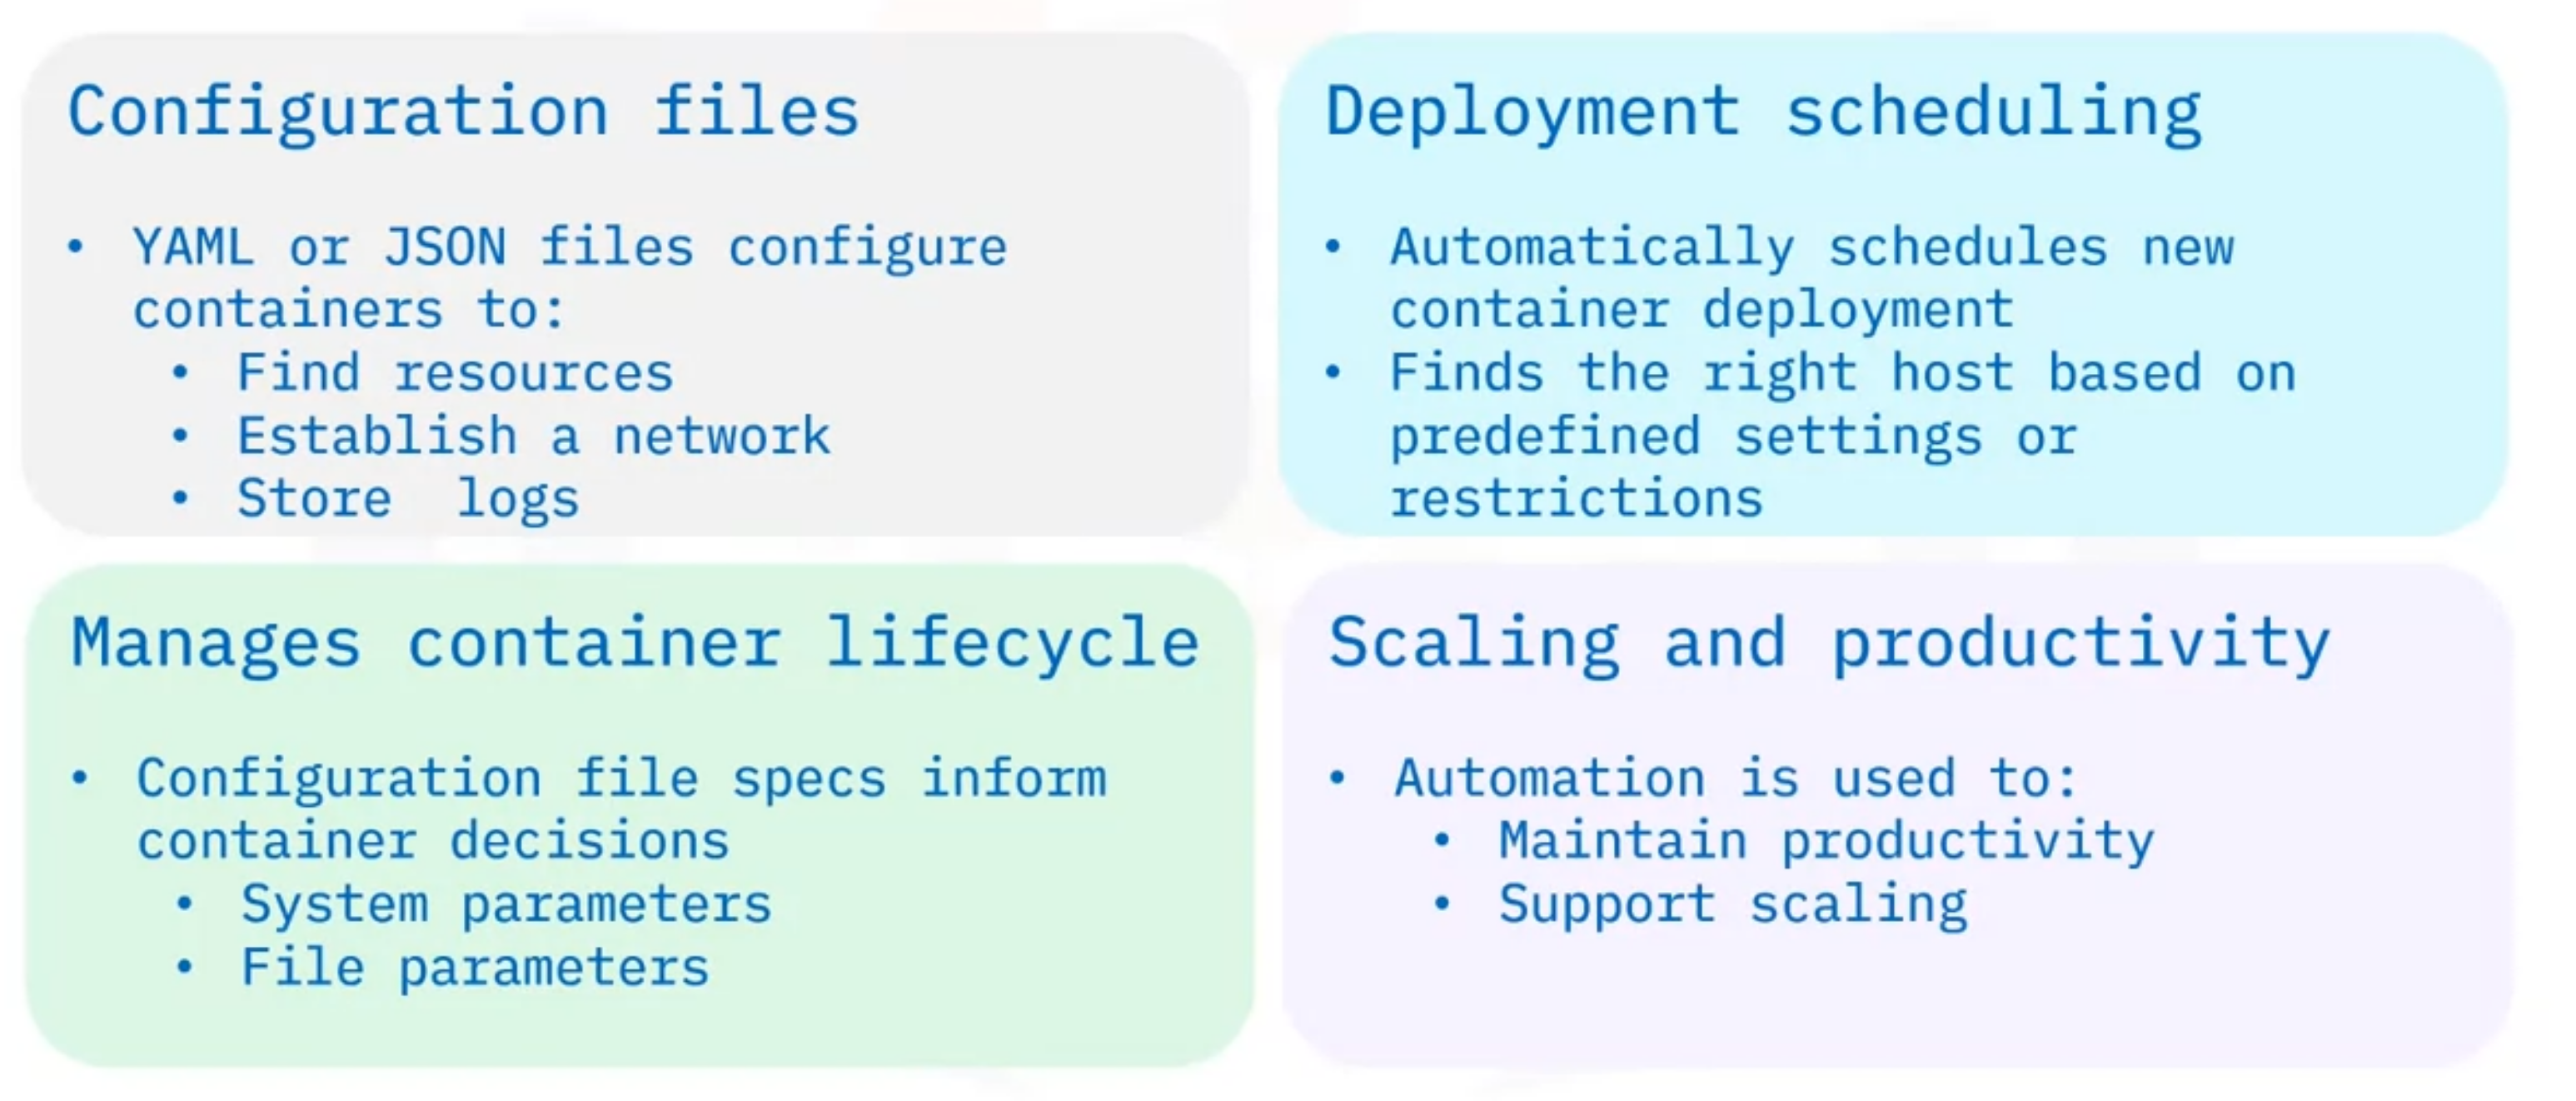 Configuration files
• YAML or JSON files configure
containers to:
• Find resources
• Establish a network
• Store  logs
Deployment scheduling
• Automatically schedules new
container deployment
• Finds the right host based on
predefined settings or
restrictions
Manages container lifecycle
• Configuration file specs inform
container decisions
• System parameters
• File parameters
Scaling and productivity
• Automation is used to:
• Maintain productivity
• Support scaling